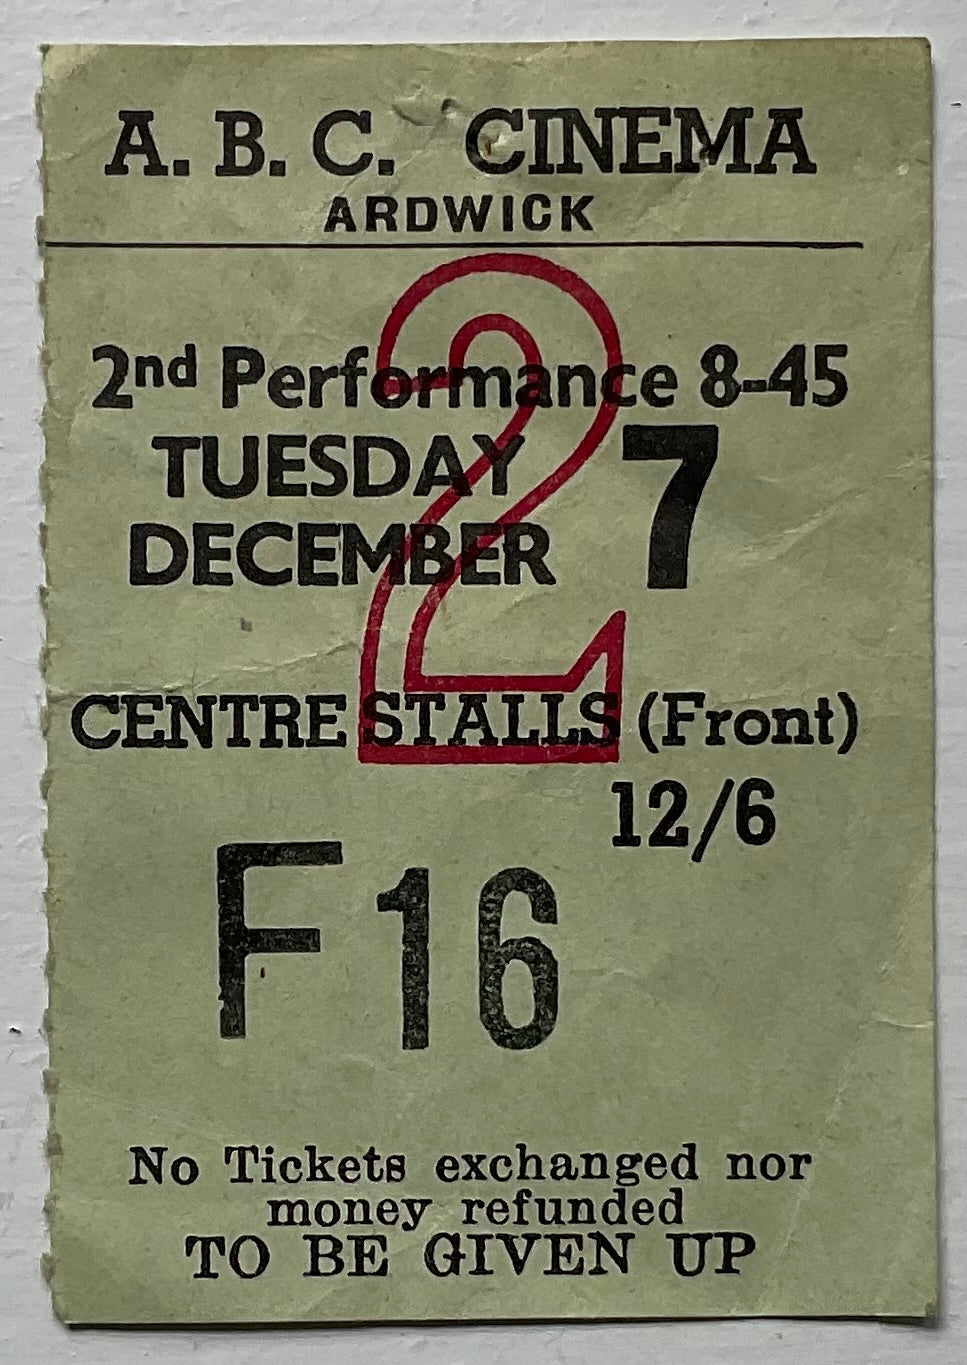 A. B. C. CINEMA
ARDWICK
2
2nd Performance 8-45
TUESDAY
DECEMBER 7
CENTRE STALLS (Front)
12/6
F 16
No Tickets exchanged nor
money refunded
TO BE GIVEN UP